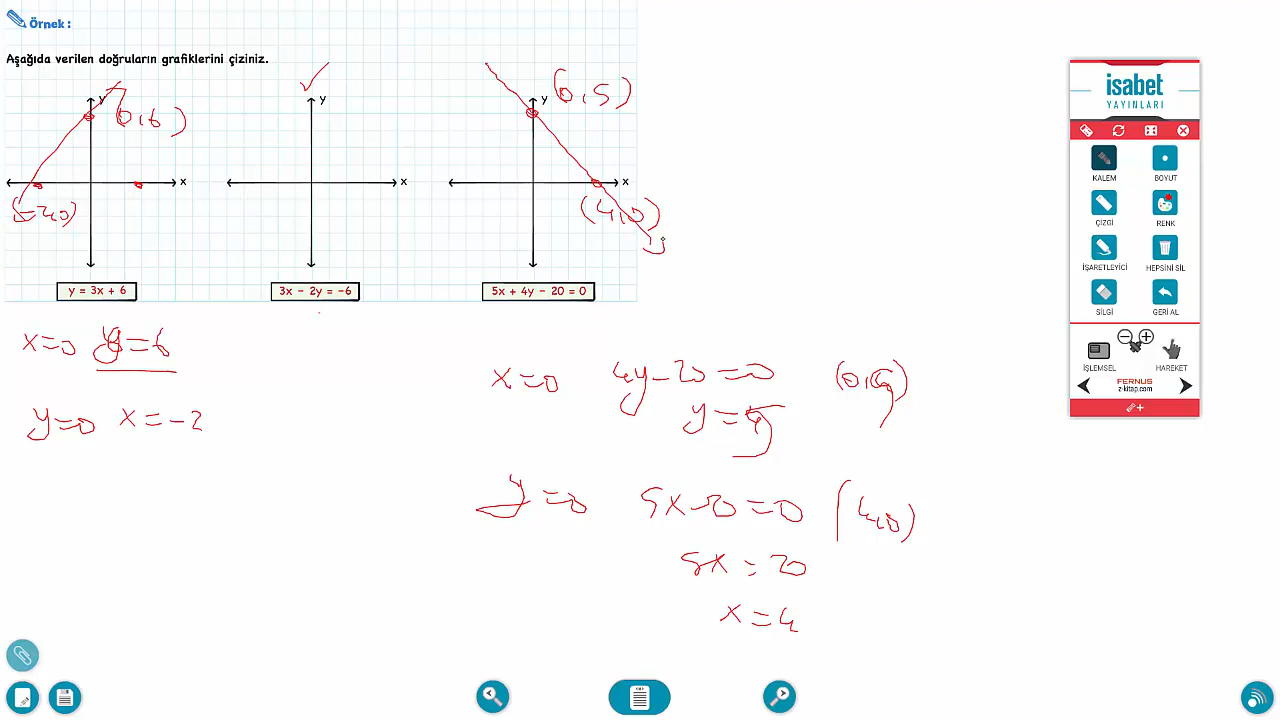 Örnek :
Aşağıda verilen doğruların grafiklerini çiziniz.
y
(0,6)
x
(-2,0)
y = 3x + 6
y
x
3x - 2y = -6
y
(0,5)
x
(4,0)
5x + 4y - 20 = 0
x=0 y=6
y=0 x=-2
x=0 4y-20=0
y=5
y=0 5x-20=0 (4,0)
5x=20
x=4
isabet
YAYINLARI
KALEM
BOYUT
ÇİZGİ
RENK
İŞARETLEYİCİ
HEPSİNİ SİL
SİLGİ
GERİ AL
İŞLEMSEL
HAREKET
FERNUS
z-kitap.com